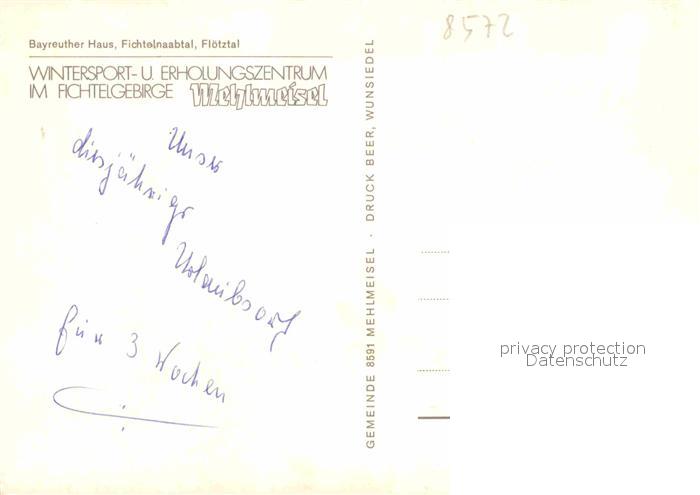 8572
Bayreuther Haus, Fichtelnaabtal, Flötztal
WINTERSPORT- U. ERHOLUNGSZENTRUM
IM FICHTELGEBIRGE Mehlmeisel
Unser
diesjähriger
Urlaubsort
für 3 Wochen
GEMEINDE 8591 MEHLMEISEL · DRUCK BEER, WUNSIEDEL
privacy protection
Datenschutz